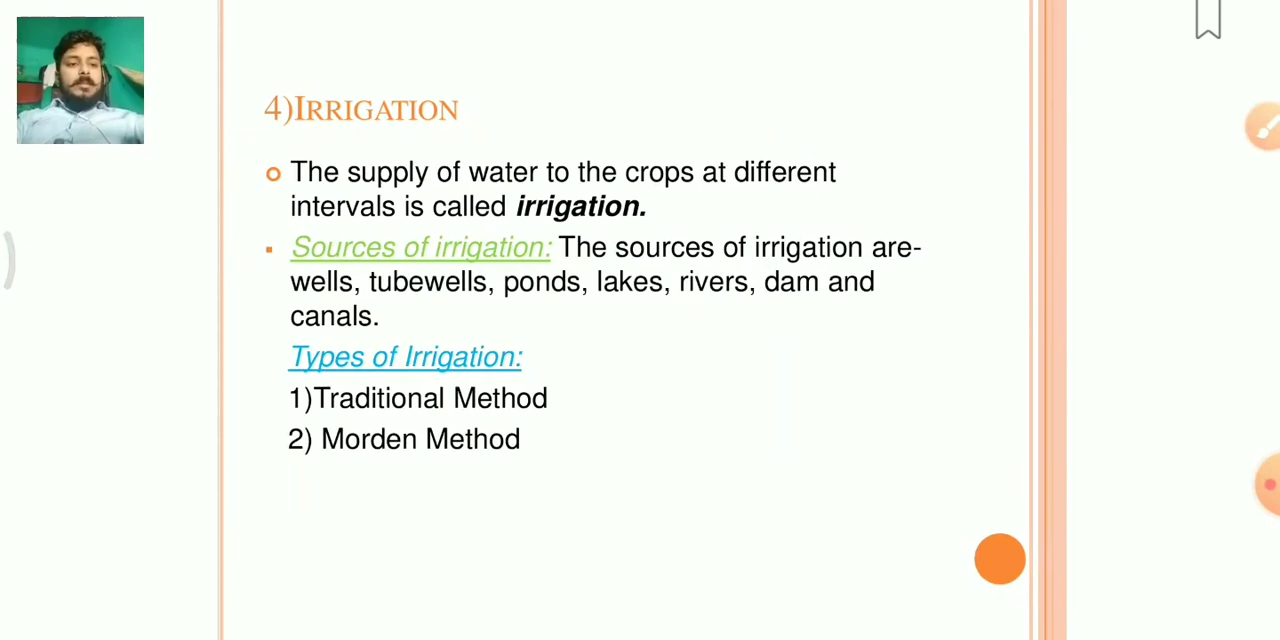 4)IRRIGATION
The supply of water to the crops at different
intervals is called irrigation.
Sources of irrigation: The sources of irrigation are-
wells, tubewells, ponds, lakes, rivers, dam and
canals.
Types of Irrigation:
1)Traditional Method
2) Morden Method